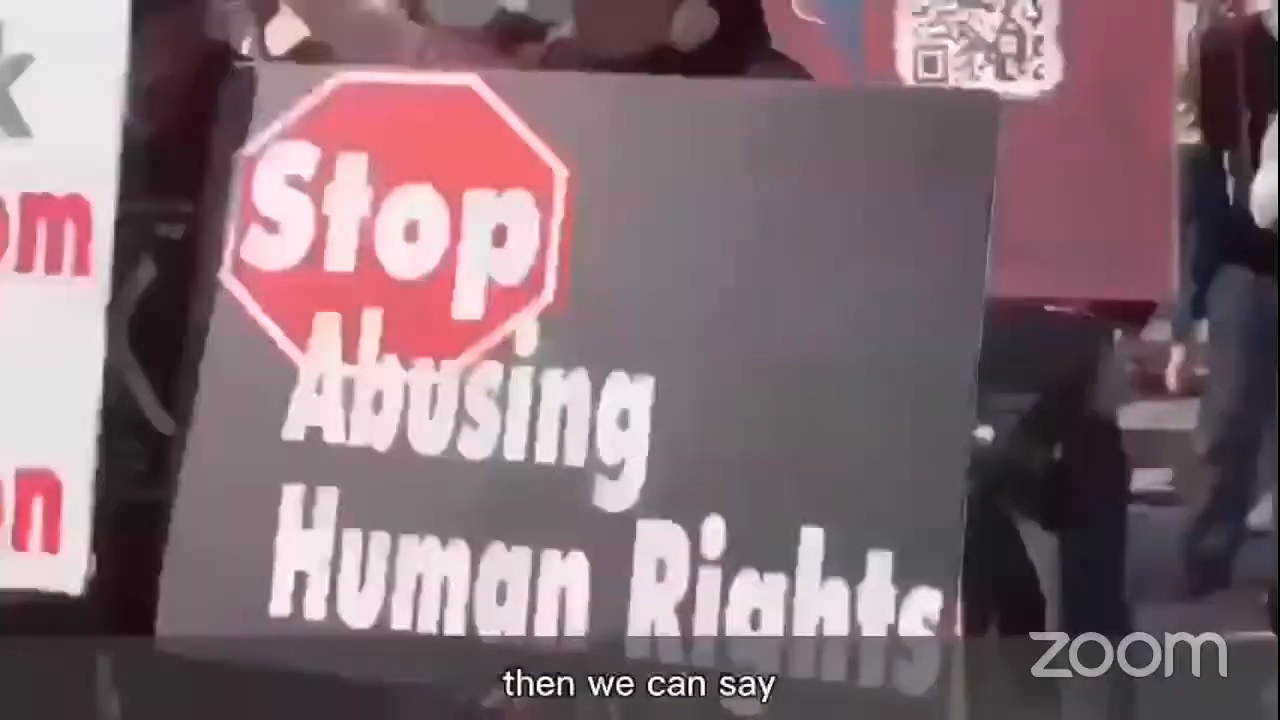 k
om
on
Stop
Abusing
Human Rights
then we can say
zoom